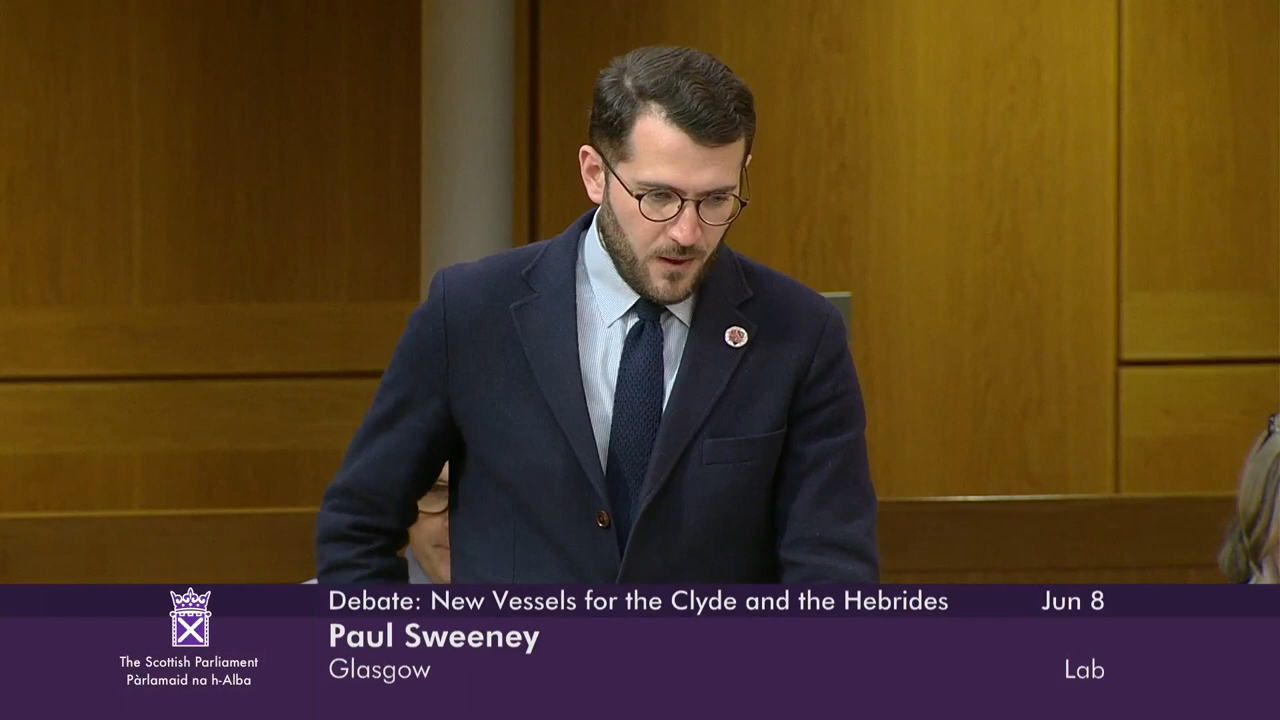 Debate: New Vessels for the Clyde and the Hebrides Jun 8
Paul Sweeney
Glasgow Lab
The Scottish Parliament
Pàrlamaid na h-Alba